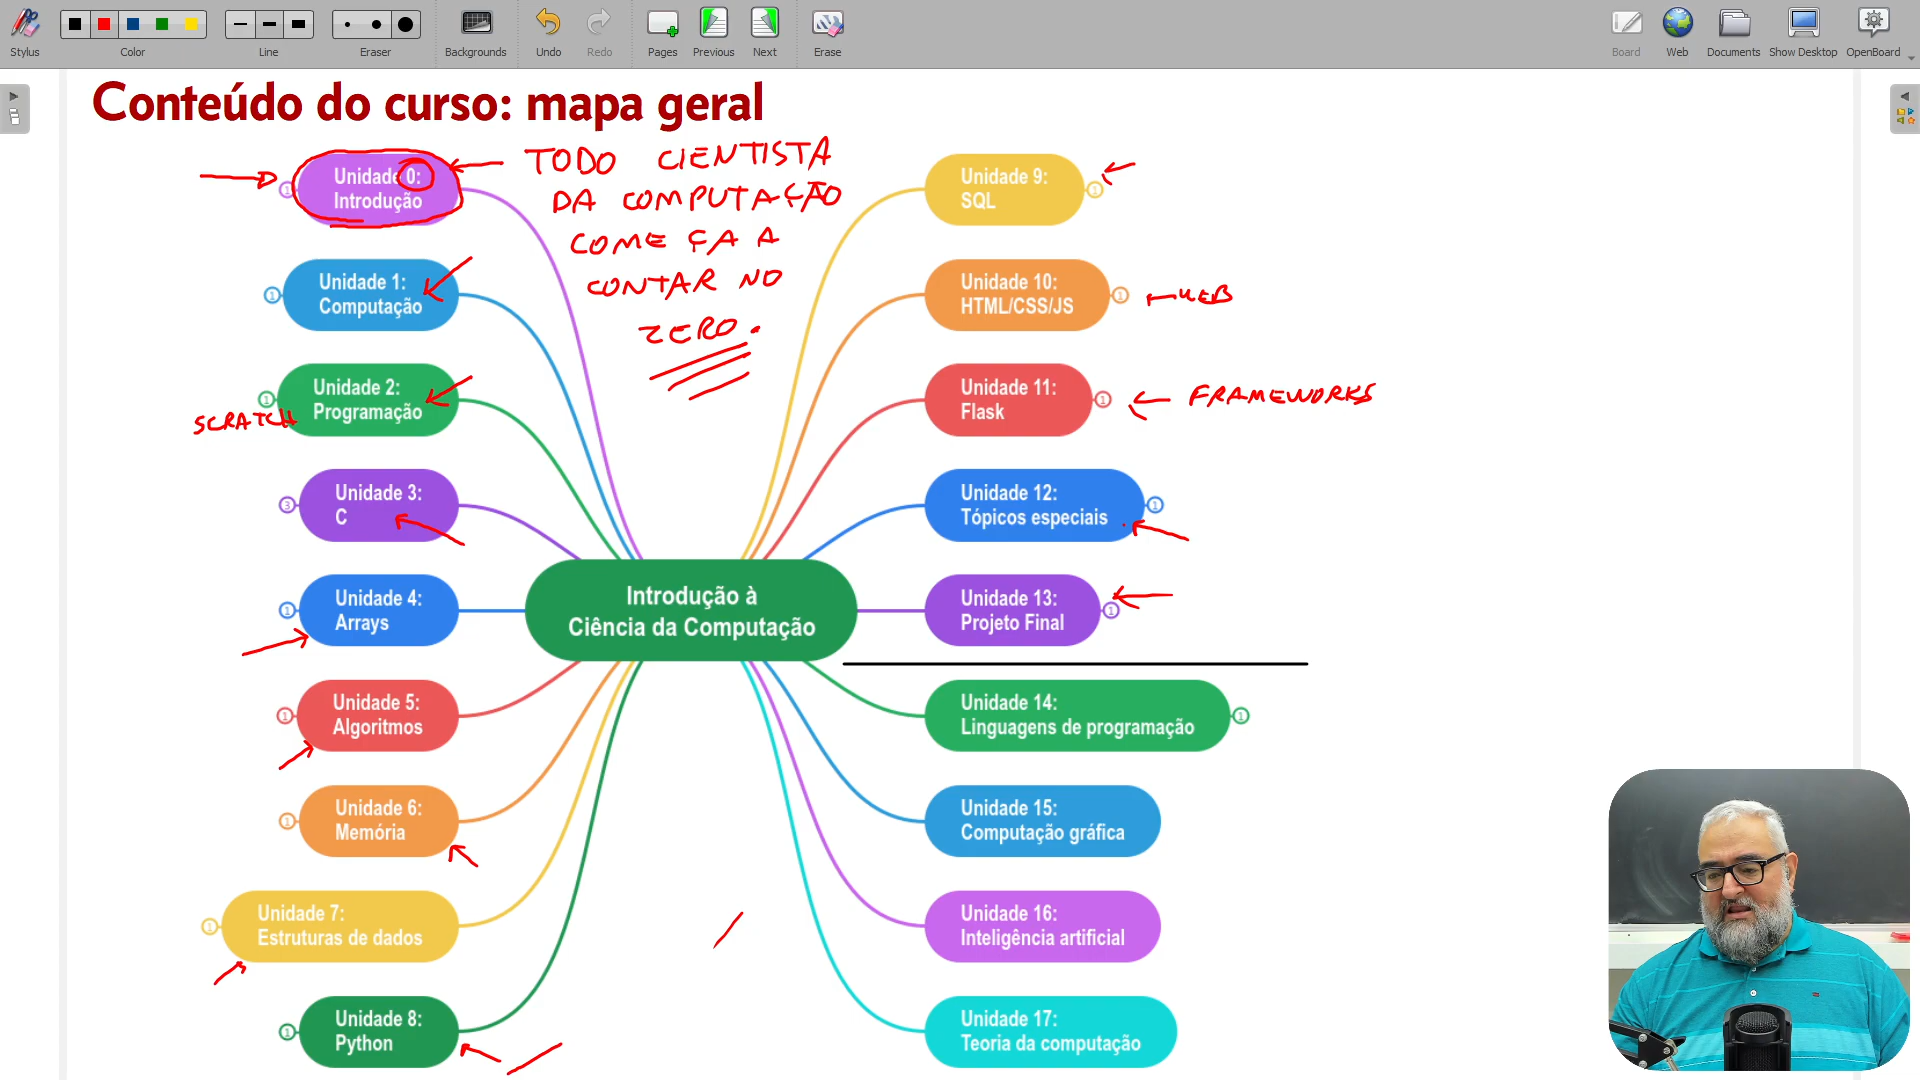 Stylus
Color
Line
Eraser
Backgrounds
Undo
Redo
Pages
Previous
Next
Erase
Board
Web
Documents
Show Desktop
OpenBoard
Conteúdo do curso: mapa geral
Unidade 0:
Introdução
TODO CIENTISTA
DA COMPUTAÇÃO
COMEÇA A
CONTAR NO
ZERO.
Unidade 1:
Computação
Unidade 2:
Programação
SCRATCH
Unidade 3:
C
Unidade 4:
Arrays
Unidade 5:
Algoritmos
Unidade 6:
Memória
Unidade 7:
Estruturas de dados
Unidade 8:
Python
Introdução à
Ciência da Computação
Unidade 9:
SQL
Unidade 10:
HTML/CSS/JS
WEB
Unidade 11:
Flask
FRAMEWORKS
Unidade 12:
Tópicos especiais
Unidade 13:
Projeto Final
Unidade 14:
Linguagens de programação
Unidade 15:
Computação gráfica
Unidade 16:
Inteligência artificial
Unidade 17:
Teoria da computação